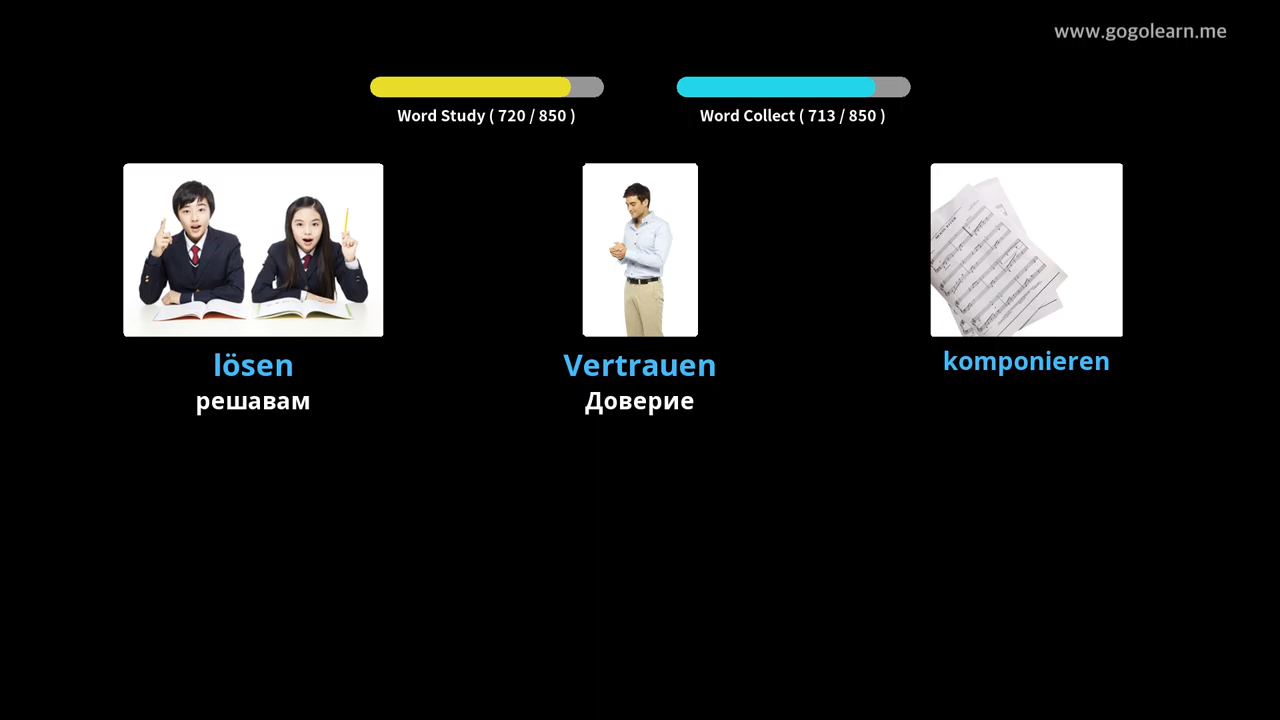 www.gogolearn.me
Word Study ( 720 / 850 )
Word Collect ( 713 / 850 )
lösen
решавам
Vertrauen
Доверие
komponieren